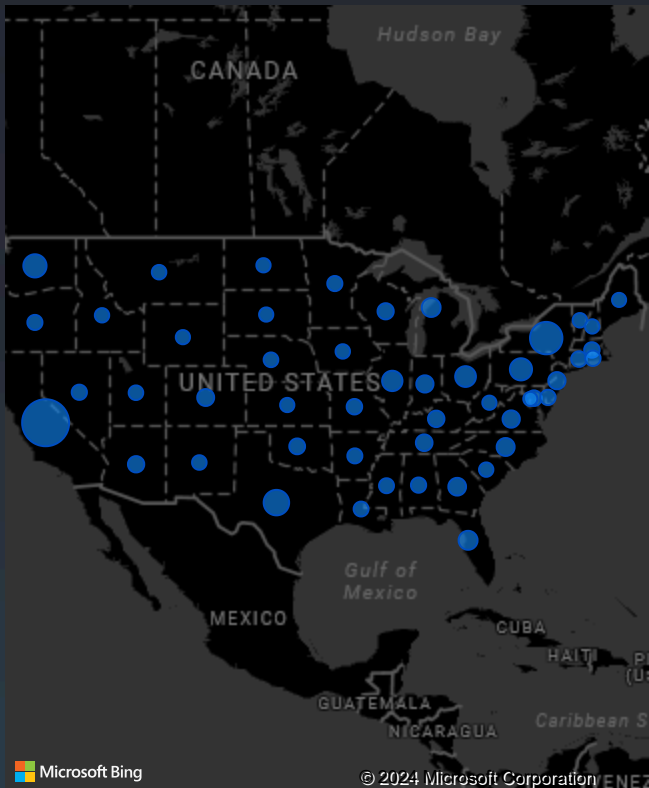 Hudson Bay
CANADA
UNITED STATES
Gulf of
Mexico
MEXICO
CUBA
HAITI
P
(U
GUATEMALA
Caribbean S
NICARAGUA
Microsoft Bing
© 2024 Microsoft Corporation
VENEZ